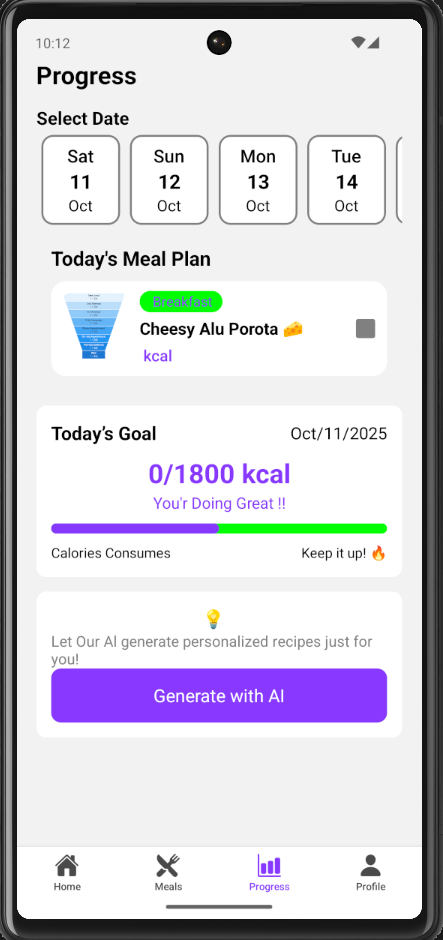 10:12
Progress
Select Date
Sat
11
Oct
Sun
12
Oct
Mon
13
Oct
Tue
14
Oct
Today's Meal Plan
Breakfast
Cheesy Alu Porota 🧀
kcal
Today's Goal
Oct/11/2025
0/1800 kcal
You'r Doing Great !!
Calories Consumes
Keep it up! 🔥
💡
Let Our AI generate personalized recipes just for
you!
Generate with AI
Home
Meals
Progress
Profile